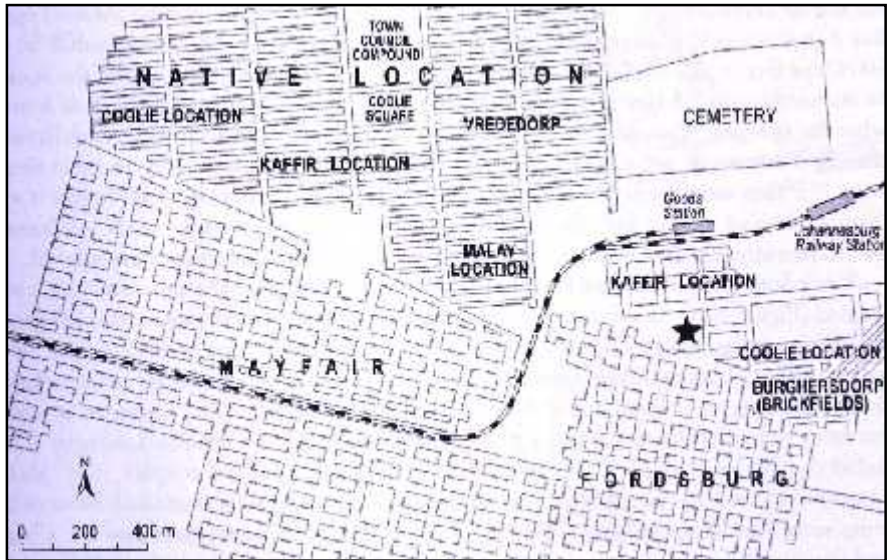 TOWN
COUNCIL
COMPOUND
NATIVE LOCATION
COOLIE LOCATION
COOLIE
SQUARE
VREDEDORP
CEMETERY
KAFFIR LOCATION
Goods
Station
Johannesburg
Railway Station
MALAY
LOCATION
KAFFIR LOCATION
MAYFAIR
COOLIE LOCATION
BURGHERSDORP
(BRICKFIELDS)
FORDSBURG
N
0 200 400 m